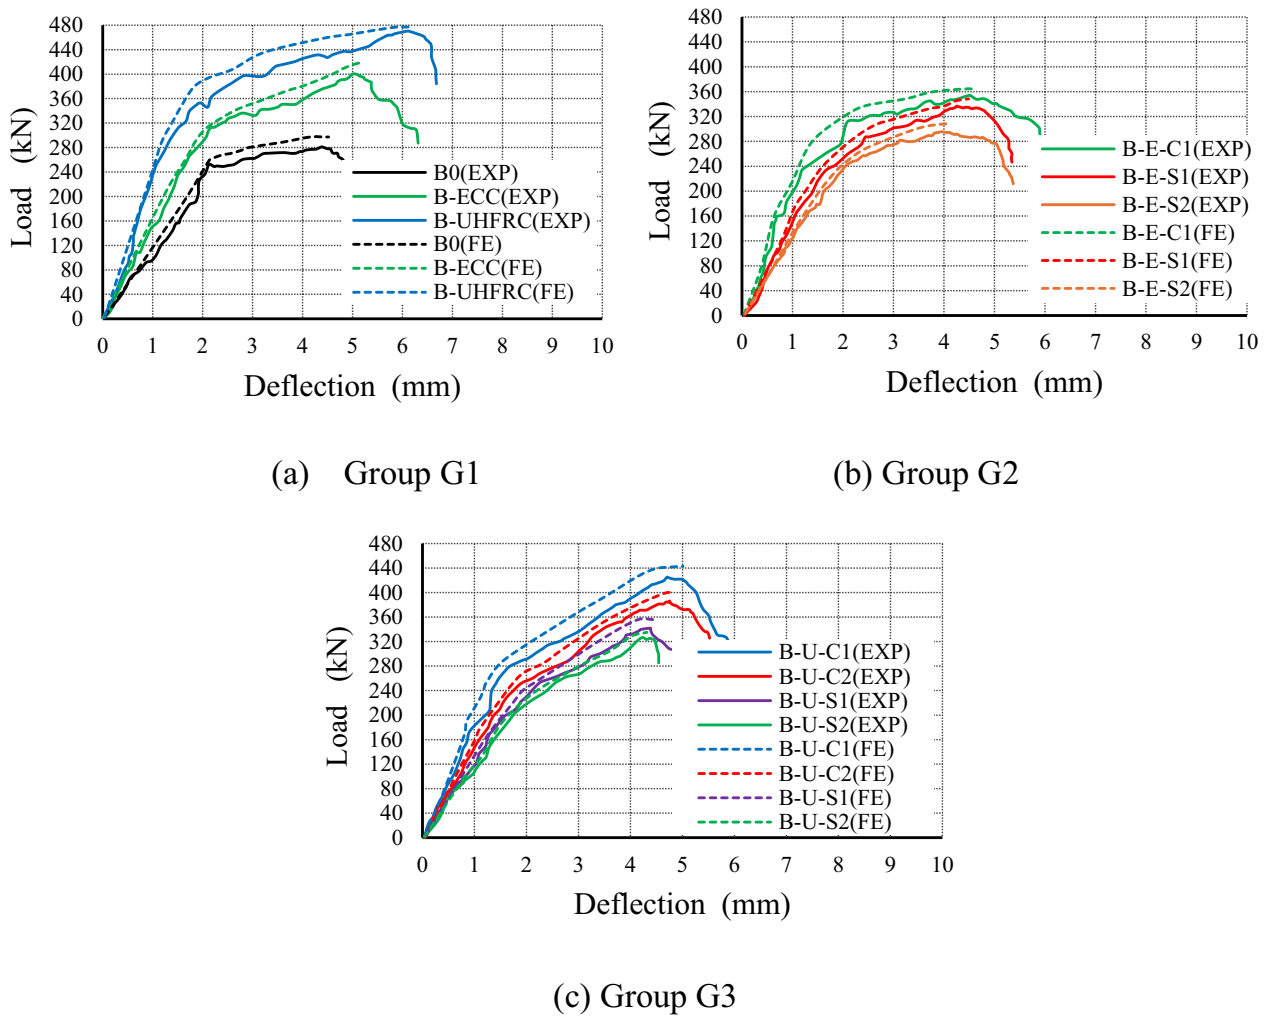 480
440
400
360
320
280
240
200
160
120
80
40
0
Load (kN)
0 1 2 3 4 5 6 7 8 9 10
Deflection (mm)
B0(EXP)
B-ECC(EXP)
B-UHFRC(EXP)
B0(FE)
B-ECC(FE)
B-UHFRC(FE)
(a) Group G1
480
440
400
360
320
280
240
200
160
120
80
40
0
Load (kN)
0 1 2 3 4 5 6 7 8 9 10
Deflection (mm)
B-E-C1(EXP)
B-E-S1(EXP)
B-E-S2(EXP)
B-E-C1(FE)
B-E-S1(FE)
B-E-S2(FE)
(b) Group G2
480
440
400
360
320
280
240
200
160
120
80
40
0
Load (kN)
0 1 2 3 4 5 6 7 8 9 10
Deflection (mm)
B-U-C1(EXP)
B-U-C2(EXP)
B-U-S1(EXP)
B-U-S2(EXP)
B-U-C1(FE)
B-U-C2(FE)
B-U-S1(FE)
B-U-S2(FE)
(c) Group G3